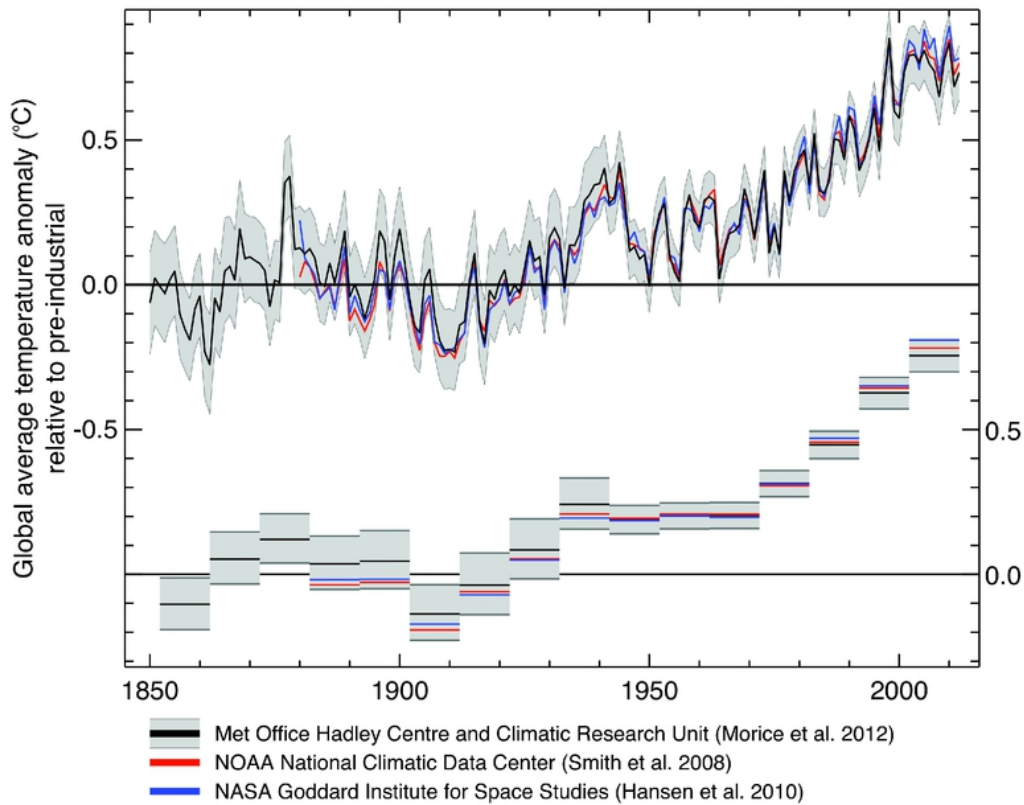 Global average temperature anomaly (°C)
relative to pre-industrial
0.5
0.0
-0.5
0.5
0.0
1850 1900 1950 2000
Met Office Hadley Centre and Climatic Research Unit (Morice et al. 2012)
NOAA National Climatic Data Center (Smith et al. 2008)
NASA Goddard Institute for Space Studies (Hansen et al. 2010)